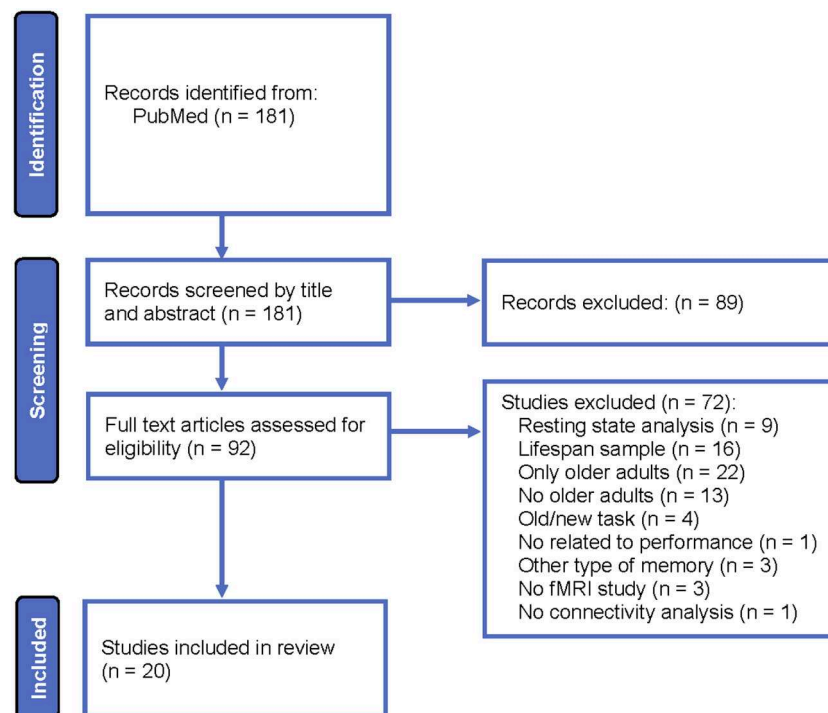 Identification
Records identified from:
PubMed (n = 181)
Screening
Records screened by title
and abstract (n = 181)
Records excluded: (n = 89)
Full text articles assessed for
eligibility (n = 92)
Studies excluded (n = 72):
Resting state analysis (n = 9)
Lifespan sample (n = 16)
Only older adults (n = 22)
No older adults (n = 13)
Old/new task (n = 4)
No related to performance (n = 1)
Other type of memory (n = 3)
No fMRI study (n = 3)
No connectivity analysis (n = 1)
Included
Studies included in review
(n = 20)